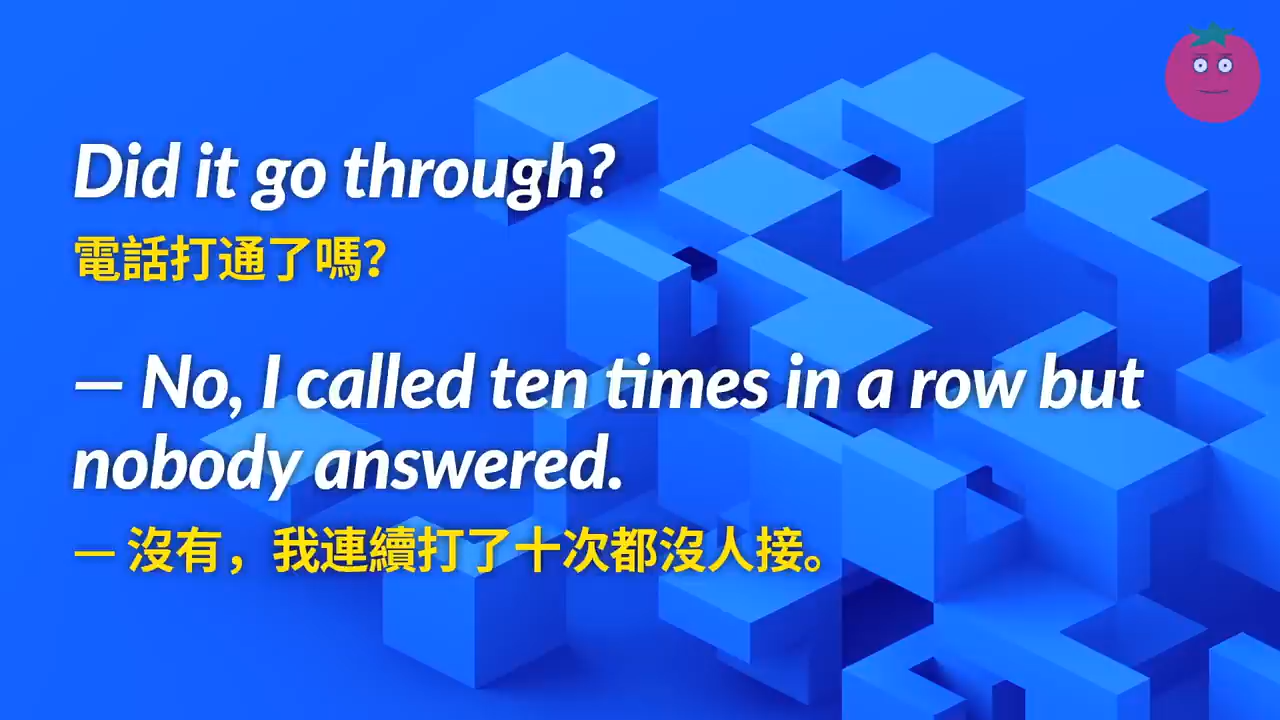 Did it go through?
電話打通了嗎?
— No, I called ten times in a row but
nobody answered.
— 沒有，我連續打了十次都沒人接。